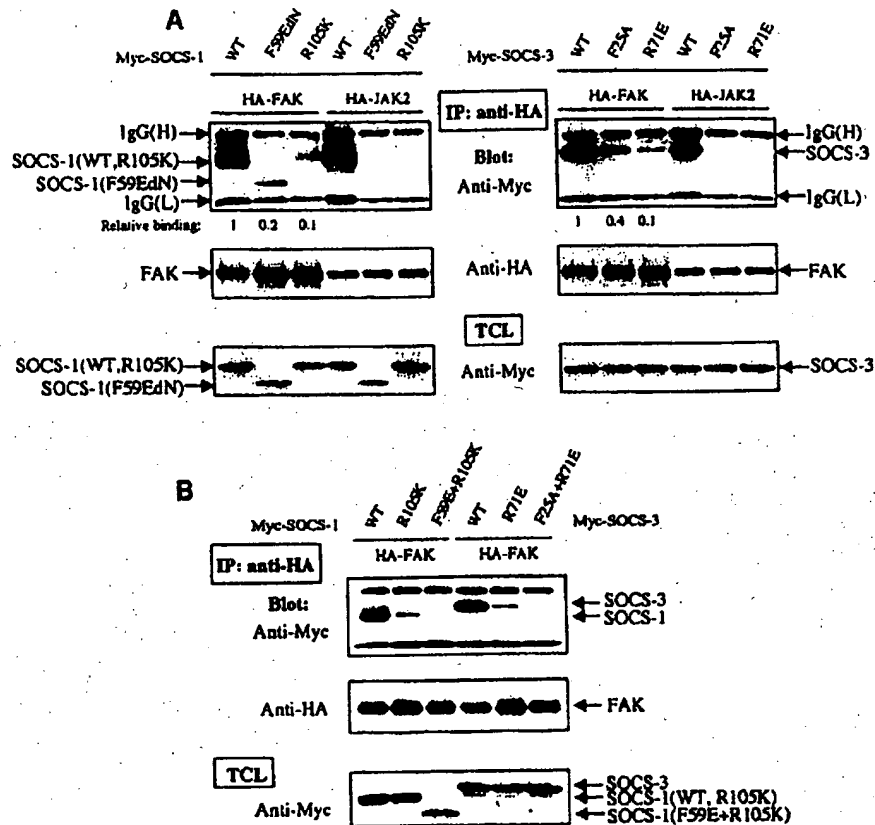 A
Myc-SOCS-1
WT
F59EdN
R105K
WT
F59EdN
R105K
HA-FAK
HA-JAK2
IgG(H)
SOCS-1(WT,R105K)
SOCS-1(F59EdN)
IgG(L)
Relative binding:
1
0.2
0.1
FAK
SOCS-1(WT,R105K)
SOCS-1(F59EdN)
IP: anti-HA
Blot:
Anti-Myc
Anti-HA
TCL
Anti-Myc
Myc-SOCS-3
WT
F25A
R71E
WT
F25A
R71E
HA-FAK
HA-JAK2
IgG(H)
SOCS-3
IgG(L)
1
0.4
0.1
FAK
SOCS-3
B
Myc-SOCS-1
WT
R105K
F59E+R105K
WT
R71E
F25A+R71E
Myc-SOCS-3
HA-FAK
HA-FAK
IP: anti-HA
Blot:
Anti-Myc
SOCS-3
SOCS-1
Anti-HA
FAK
TCL
Anti-Myc
SOCS-3
SOCS-1(WT, R105K)
SOCS-1(F59E+R105K)